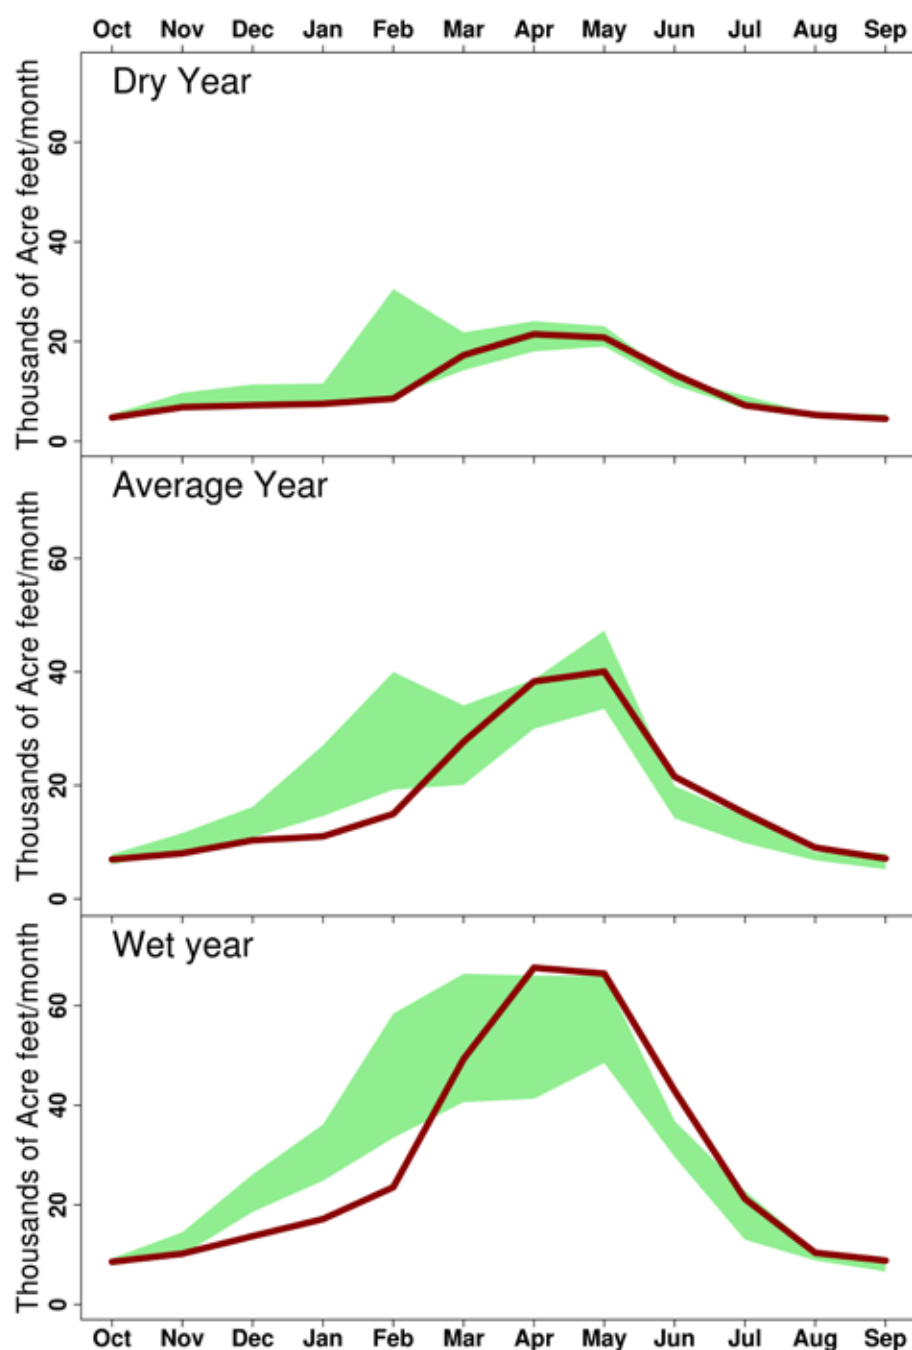 Oct Nov Dec Jan Feb Mar Apr May Jun Jul Aug Sep
Dry Year
Thousands of Acre feet/month
60
40
20
0
Average Year
Thousands of Acre feet/month
60
40
20
0
Wet year
Thousands of Acre feet/month
60
40
20
0
Oct Nov Dec Jan Feb Mar Apr May Jun Jul Aug Sep